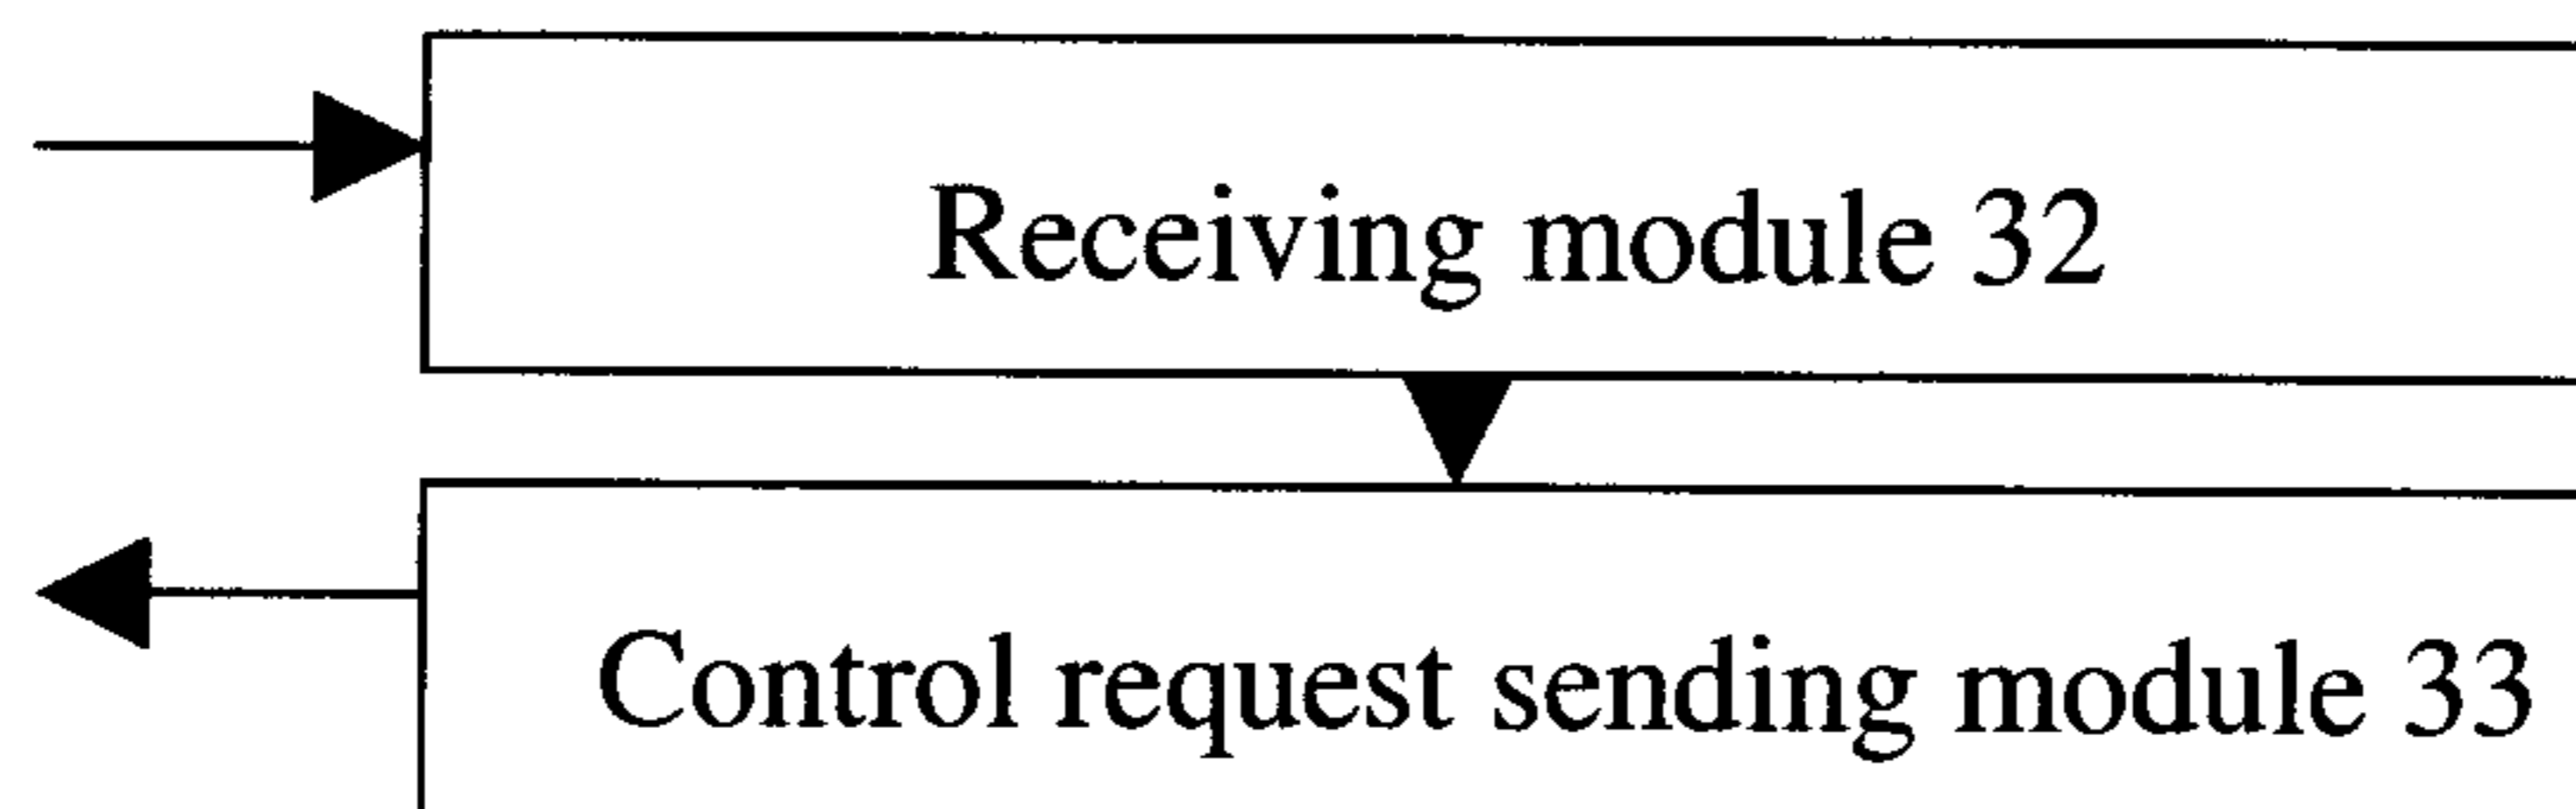 Receiving module 32
Control request sending module 33